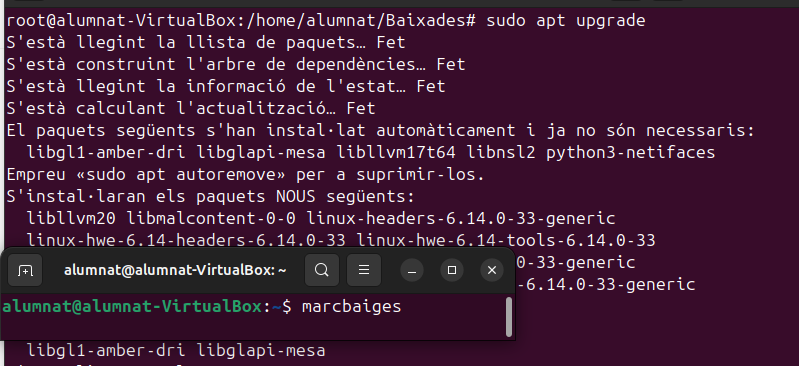 root@alumnat-VirtualBox:/home/alumnat/Baixades# sudo apt upgrade
S'està llegint la llista de paquets… Fet
S'està construint l'arbre de dependències… Fet
S'està llegint la informació de l'estat… Fet
S'està calculant l'actualització… Fet
El paquets següents s'han instal·lat automàticament i ja no són necessaris:
libgl1-amber-dri libglapi-mesa libllvm17t64 libnsl2 python3-netifaces
Empreu «sudo apt autoremove» per a suprimir-los.
S'instal·laran els paquets NOUS següents:
libllvm20 libmalcontent-0-0 linux-headers-6.14.0-33-generic
linux-hwe-6.14-headers-6.14.0-33 linux-hwe-6.14-tools-6.14.0-33
0-33-generic
-6.14.0-33-generic
alumnat@alumnat-VirtualBox: ~
alumnat@alumnat-VirtualBox:~$ marcbaiges
libgl1-amber-dri libglapi-mesa